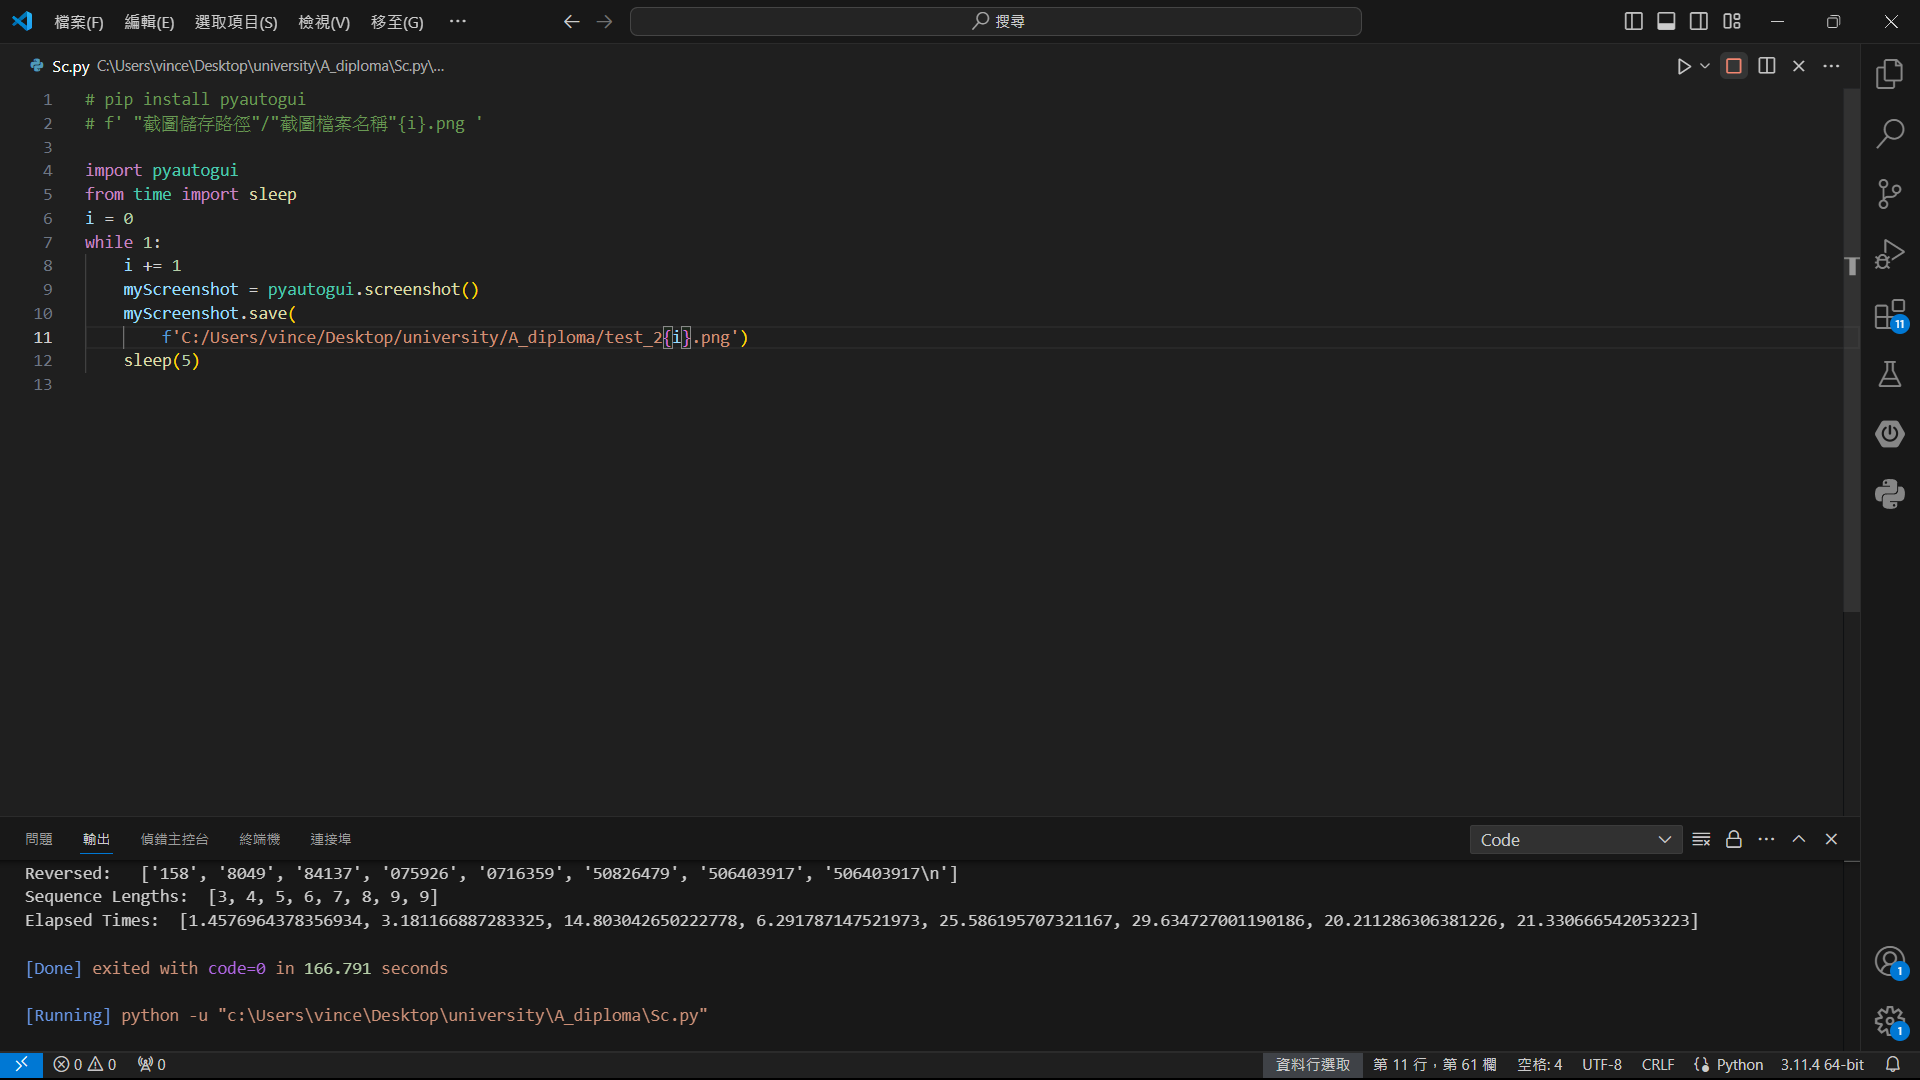 檔案(F) 編輯(E) 選取項目(S) 檢視(V) 移至(G) ··· 搜尋
Sc.py C:\Users\vince\Desktop\university\A_diploma\Sc.py\...
1 # pip install pyautogui
2 # f' "截圖儲存路徑"/"截圖檔案名稱"{i}.png '
3
4 import pyautogui
5 from time import sleep
6 i = 0
7 while 1:
8 i += 1
9 myScreenshot = pyautogui.screenshot()
10 myScreenshot.save(
11 f'C:/Users/vince/Desktop/university/A_diploma/test_2{i}.png')
12 sleep(5)
13
11
問題 輸出 偵錯主控台 終端機 連接埠 Code
Reversed: ['158', '8049', '84137', '075926', '0716359', '50826479', '506403917', '506403917\n']
Sequence Lengths: [3, 4, 5, 6, 7, 8, 9, 9]
Elapsed Times: [1.4576964378356934, 3.181166887283325, 14.803042650222778, 6.291787147521973, 25.586195707321167, 29.634727001190186, 20.211286306381226, 21.330666542053223]
[Done] exited with code=0 in 166.791 seconds
[Running] python -u "c:\Users\vince\Desktop\university\A_diploma\Sc.py"
1
1
0 0 0 資料行選取 第 11 行，第 61 欄 空格: 4 UTF-8 CRLF {} Python 3.11.4 64-bit